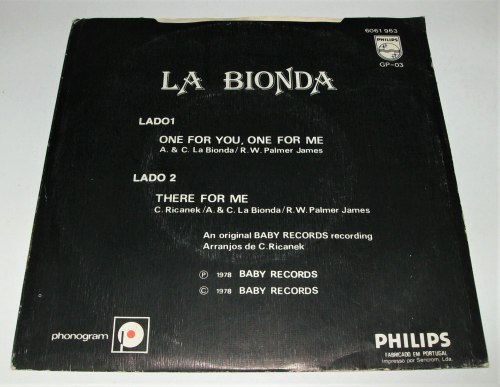 6061 963
PHILIPS
GP-03
LA BIONDA
LADO1
ONE FOR YOU, ONE FOR ME
A. & C. La Bionda/R. W. Palmer James
LADO 2
THERE FOR ME
C. Ricanek/A. & C. La Bionda/R. W. Palmer James
An original BABY RECORDS recording
Arranjos de C. Ricanek
Ⓟ 1978 BABY RECORDS
© 1978 BABY RECORDS
phonogram
PHILIPS
FABRICADO EM PORTUGAL
Impresso por Sencrom, Lda.